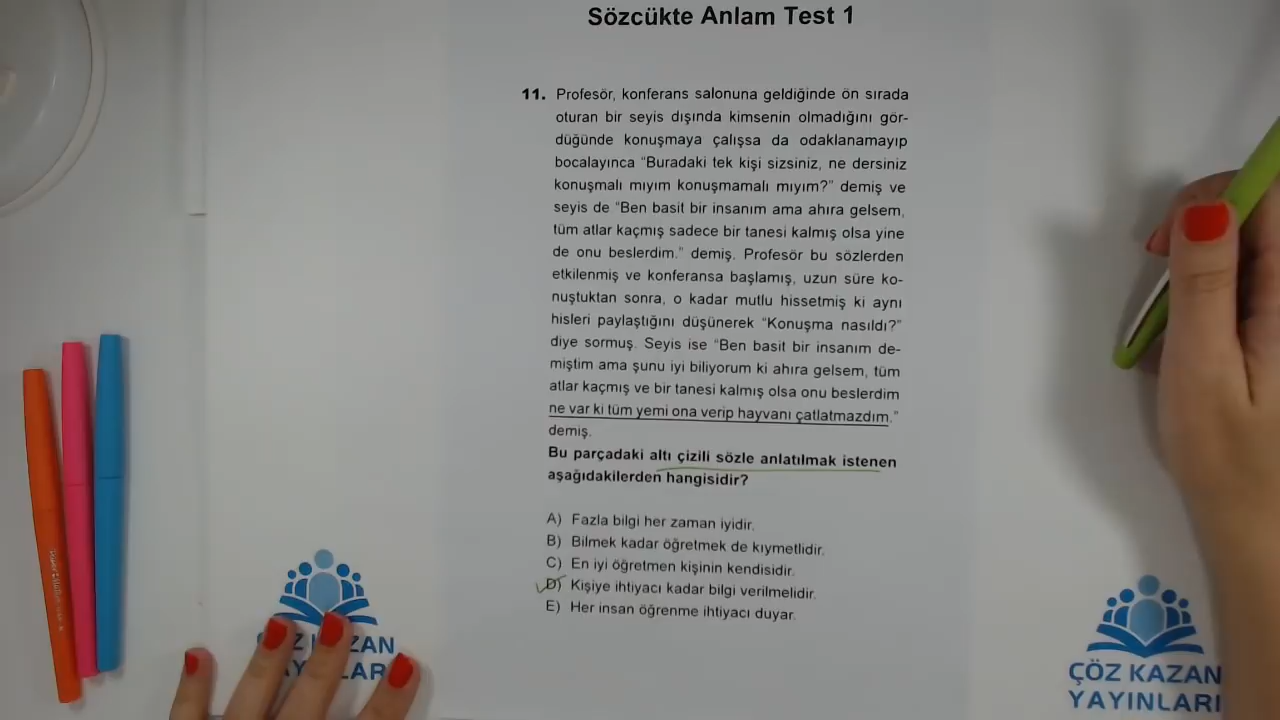 Sözcükte Anlam Test 1
11. Profesör, konferans salonuna geldiğinde ön sırada
oturan bir seyis dışında kimsenin olmadığını gör-
düğünde konuşmaya çalışsa da odaklanamayıp
bocalayınca "Buradaki tek kişi sizsiniz, ne dersiniz
konuşmalı mıyım konuşmamalı mıyım?" demiş ve
seyis de "Ben basit bir insanım ama ahıra gelsem,
tüm atlar kaçmış sadece bir tanesi kalmış olsa yine
de onu beslerdim." demiş. Profesör bu sözlerden
etkilenmiş ve konferansa başlamış, uzun süre ko-
nuştuktan sonra, o kadar mutlu hissetmiş ki aynı
hisleri paylaştığını düşünerek "Konuşma nasıldı?"
diye sormuş. Seyis ise "Ben basit bir insanım de-
miştim ama şunu iyi biliyorum ki ahıra gelsem, tüm
atlar kaçmış ve bir tanesi kalmış olsa onu beslerdim
ne var ki tüm yemi ona verip hayvanı çatlatmazdım."
demiş.
Bu parçadaki altı çizili sözle anlatılmak istenen
aşağıdakilerden hangisidir?
A) Fazla bilgi her zaman iyidir.
B) Bilmek kadar öğretmek de kıymetlidir.
C) En iyi öğretmen kişinin kendisidir.
D) Kişiye ihtiyacı kadar bilgi verilmelidir.
E) Her insan öğrenme ihtiyacı duyar.
ÇÖZ KAZAN
YAYINLARI